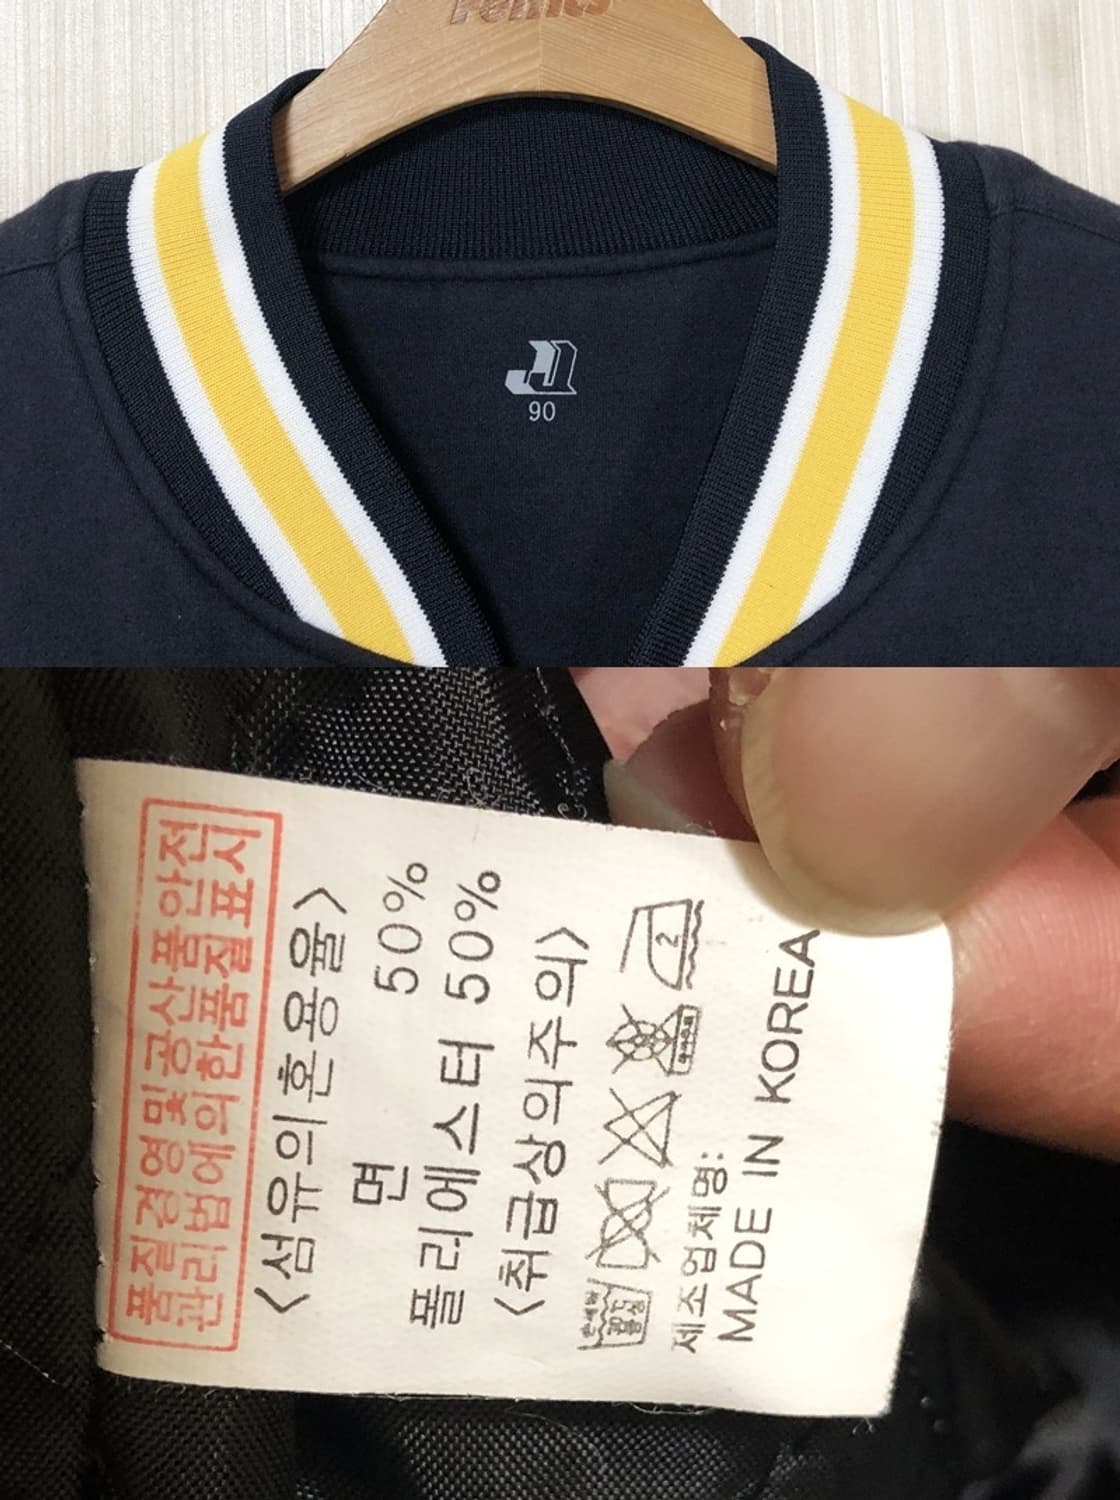 90
품질경영및공산품안전
관리법에의한품질표시
<섬유의혼용율>
면 50%
폴리에스터 50%
<취급상의주의>
2
제조업체명:
MADE IN KOREA